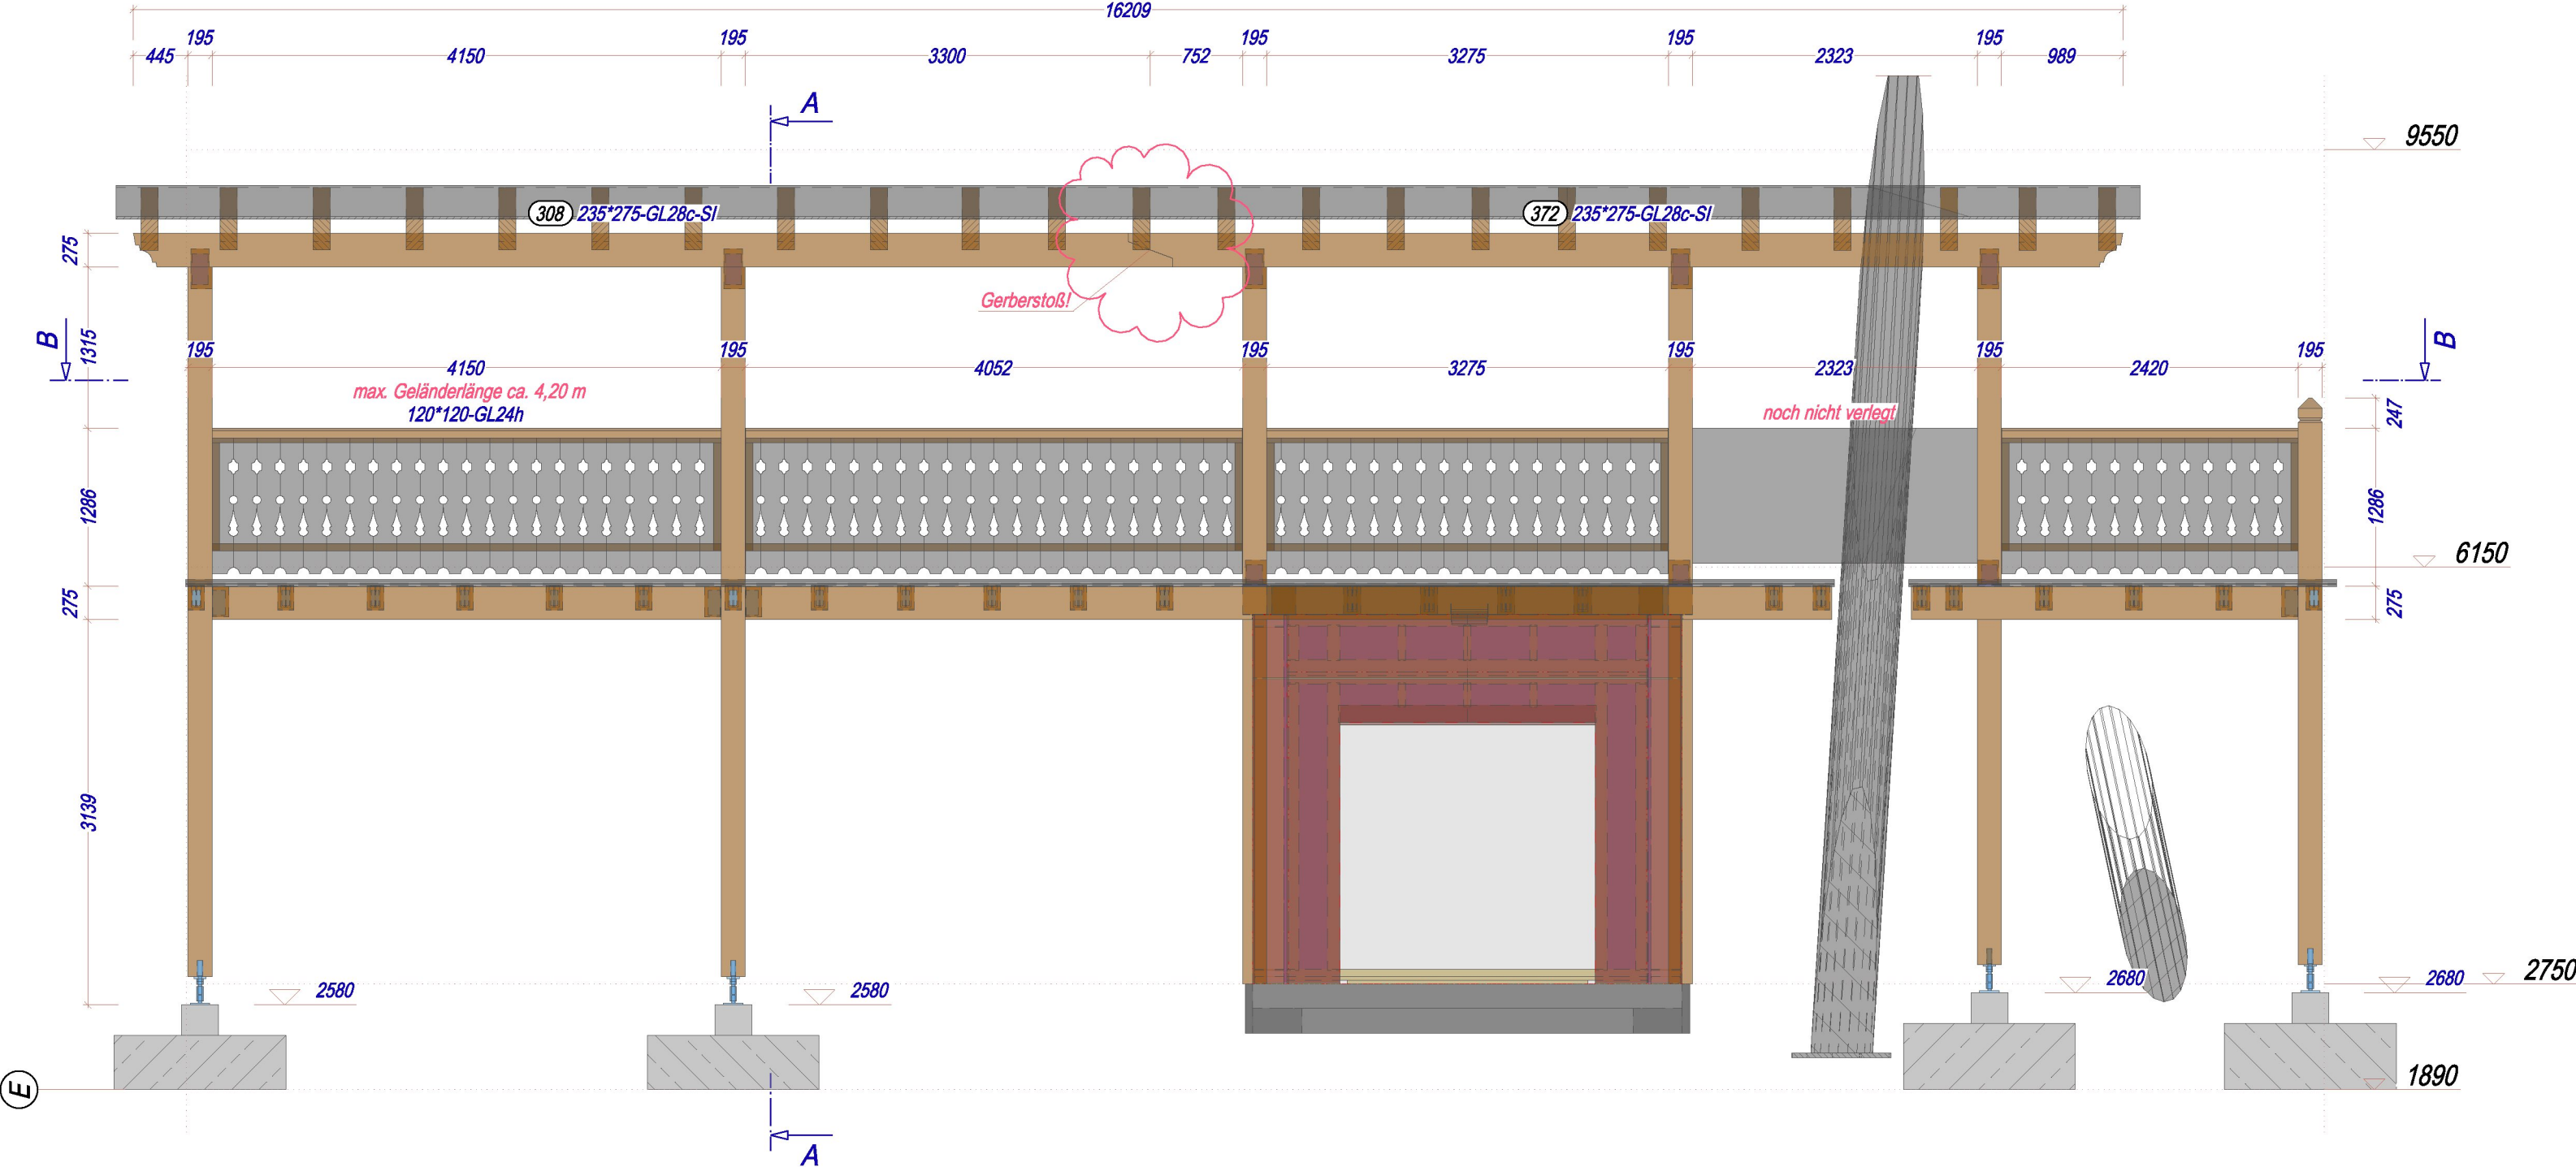 16209
195 195 195 195 195
445 4150 3300 752 3275 2323 989
A
9550
308 235*275-GL28c-SI 372 235*275-GL28c-SI
275
Gerberstoß!
B 1315 B
195 195 195 195 195 195
4150 4052 3275 2323 2420
max. Geländerlänge ca. 4,20 m
120*120-GL24h
noch nicht verlegt
247
1286 1286
6150
275 275
3139
2580 2580 2680 2680 2750
E 1890
A